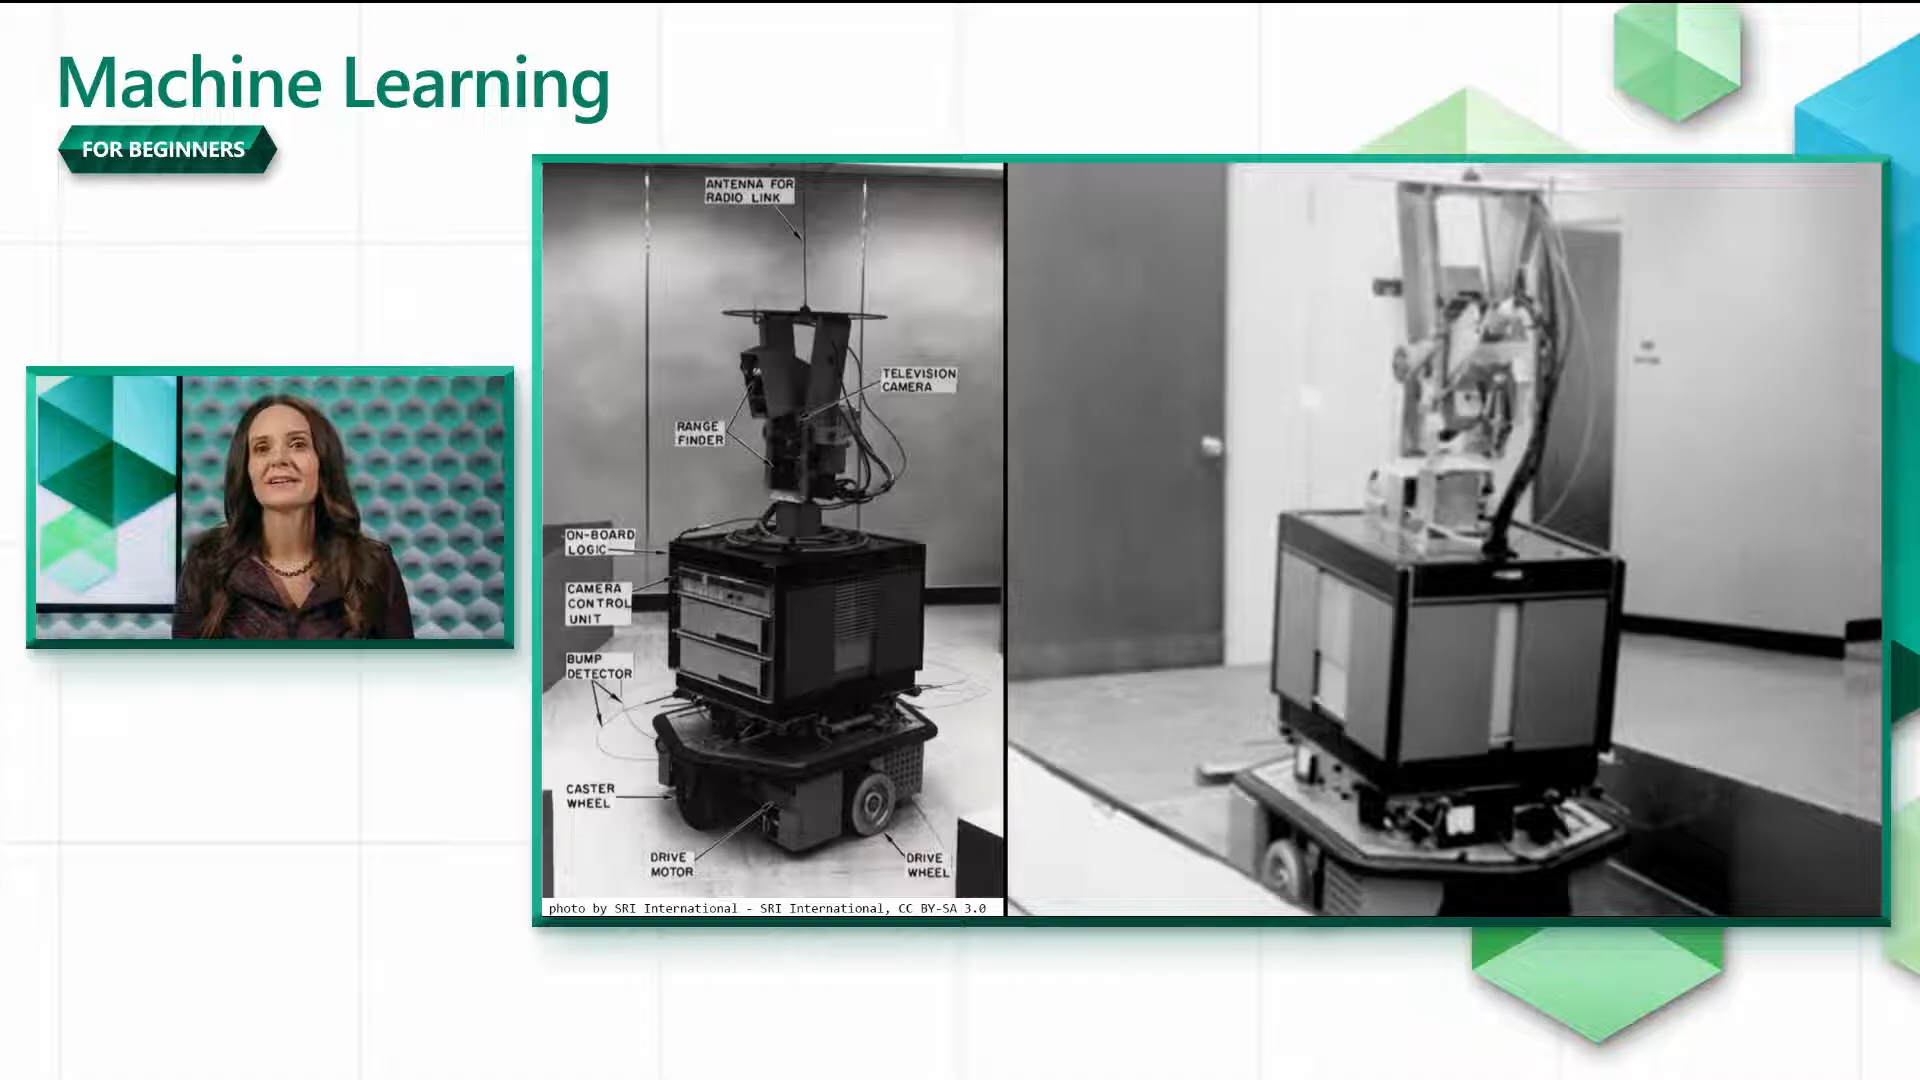 Machine Learning
FOR BEGINNERS
ANTENNA FOR
RADIO LINK
TELEVISION
CAMERA
RANGE
FINDER
ON-BOARD
LOGIC
CAMERA
CONTROL
UNIT
BUMP
DETECTOR
CASTER
WHEEL
DRIVE
MOTOR
DRIVE
WHEEL
photo by SRI International - SRI International, CC BY-SA 3.0